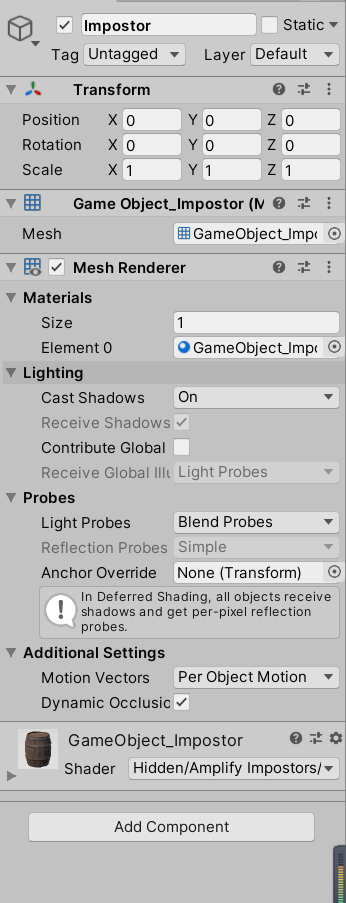 Impostor Static
Tag Untagged Layer Default
Transform
Position X 0 Y 0 Z 0
Rotation X 0 Y 0 Z 0
Scale X 1 Y 1 Z 1
Game Object_Impostor (M
Mesh GameObject_Impo
Mesh Renderer
Materials
Size 1
Element 0 GameObject_Impo
Lighting
Cast Shadows On
Receive Shadows
Contribute Global
Receive Global Illu Light Probes
Probes
Light Probes Blend Probes
Reflection Probes Simple
Anchor Override None (Transform)
In Deferred Shading, all objects receive
shadows and get per-pixel reflection
probes.
Additional Settings
Motion Vectors Per Object Motion
Dynamic Occlusio
GameObject_Impostor
Shader Hidden/Amplify Impostors/
Add Component